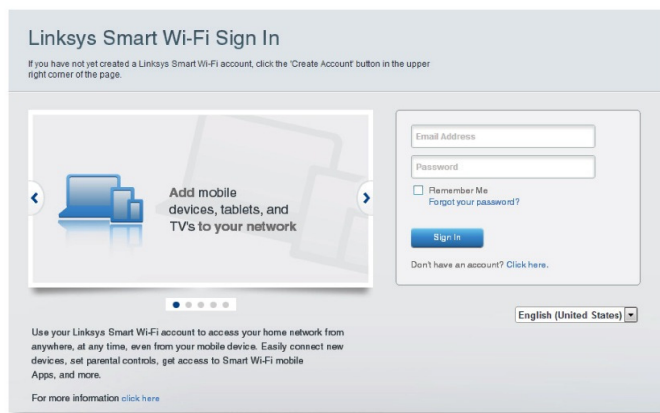 Linksys Smart Wi-Fi Sign In
If you have not yet created a Linksys Smart Wi-Fi account, click the 'Create Account' button in the upper
right corner of the page.
Add mobile
devices, tablets, and
TV's to your network
Use your Linksys Smart Wi-Fi account to access your home network from
anywhere, at any time, even from your mobile device. Easily connect new
devices, set parental controls, get access to Smart Wi-Fi mobile
Apps, and more.
For more information click here
Email Address
Password
Remember Me
Forgot your password?
Sign In
Don't have an account? Click here.
English (United States)